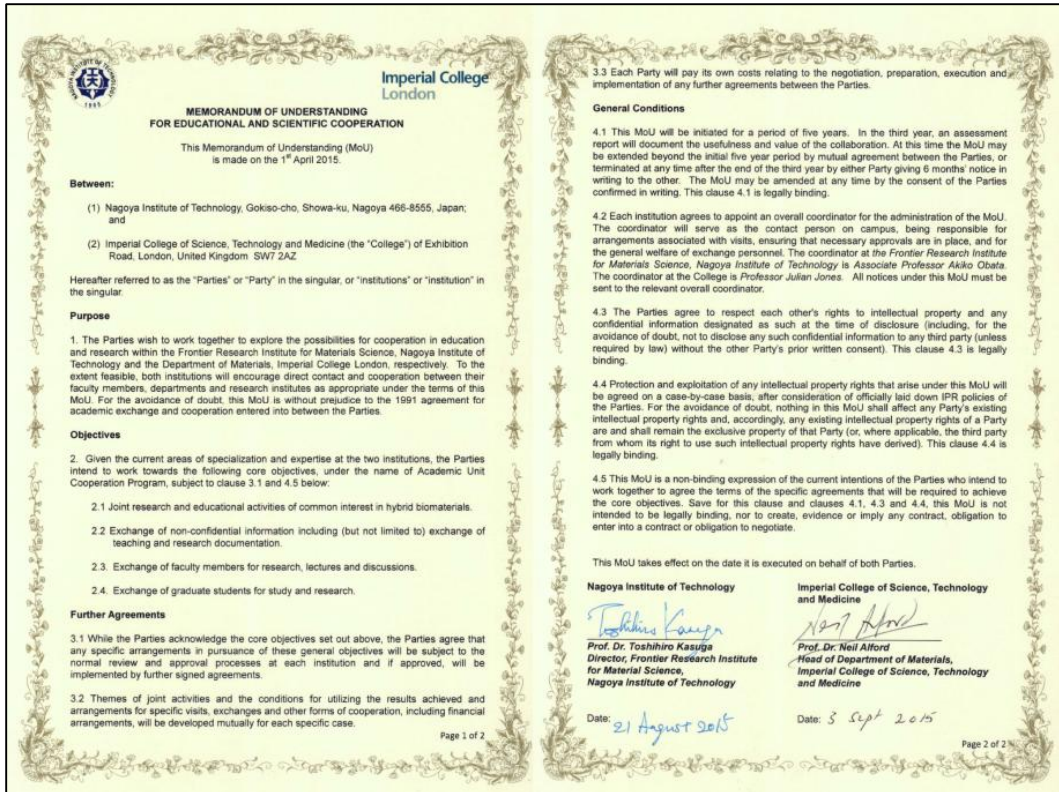 NAGOYA INSTITUTE OF TECHNOLOGY
1905
Imperial College
London
MEMORANDUM OF UNDERSTANDING
FOR EDUCATIONAL AND SCIENTIFIC COOPERATION
This Memorandum of Understanding (MoU)
is made on the 1st April 2015.
Between:
(1) Nagoya Institute of Technology, Gokiso-cho, Showa-ku, Nagoya 466-8555, Japan;
and
(2) Imperial College of Science, Technology and Medicine (the "College") of Exhibition
Road, London, United Kingdom SW7 2AZ
Hereafter referred to as the "Parties" or "Party" in the singular, or "institutions" or "institution" in
the singular.
Purpose
1. The Parties wish to work together to explore the possibilities for cooperation in education
and research within the Frontier Research Institute for Materials Science, Nagoya Institute of
Technology and the Department of Materials, Imperial College London, respectively. To the
extent feasible, both institutions will encourage direct contact and cooperation between their
faculty members, departments and research institutes as appropriate under the terms of this
MoU. For the avoidance of doubt, this MoU is without prejudice to the 1991 agreement for
academic exchange and cooperation entered into between the Parties.
Objectives
2. Given the current areas of specialization and expertise at the two institutions, the Parties
intend to work towards the following core objectives, under the name of Academic Unit
Cooperation Program, subject to clause 3.1 and 4.5 below:
2.1 Joint research and educational activities of common interest in hybrid biomaterials.
2.2 Exchange of non-confidential information including (but not limited to) exchange of
teaching and research documentation.
2.3. Exchange of faculty members for research, lectures and discussions.
2.4. Exchange of graduate students for study and research.
Further Agreements
3.1 While the Parties acknowledge the core objectives set out above, the Parties agree that
any specific arrangements in pursuance of these general objectives will be subject to the
normal review and approval processes at each institution and if approved, will be
implemented by further signed agreements.
3.2 Themes of joint activities and the conditions for utilizing the results achieved and
arrangements for specific visits, exchanges and other forms of cooperation, including financial
arrangements, will be developed mutually for each specific case.
Page 1 of 2
3.3 Each Party will pay its own costs relating to the negotiation, preparation, execution and
implementation of any further agreements between the Parties.
General Conditions
4.1 This MoU will be initiated for a period of five years. In the third year, an assessment
report will document the usefulness and value of the collaboration. At this time the MoU may
be extended beyond the initial five year period by mutual agreement between the Parties, or
terminated at any time after the end of the third year by either Party giving 6 months' notice in
writing to the other. The MoU may be amended at any time by the consent of the Parties
confirmed in writing. This clause 4.1 is legally binding.
4.2 Each institution agrees to appoint an overall coordinator for the administration of the MoU.
The coordinator will serve as the contact person on campus, being responsible for
arrangements associated with visits, ensuring that necessary approvals are in place, and for
the general welfare of exchange personnel. The coordinator at the Frontier Research Institute
for Materials Science, Nagoya Institute of Technology is Associate Professor Akiko Obata.
The coordinator at the College is Professor Julian Jones. All notices under this MoU must be
sent to the relevant overall coordinator.
4.3 The Parties agree to respect each other's rights to intellectual property and any
confidential information designated as such at the time of disclosure (including, for the
avoidance of doubt, not to disclose any such confidential information to any third party (unless
required by law) without the other Party's prior written consent). This clause 4.3 is legally
binding.
4.4 Protection and exploitation of any intellectual property rights that arise under this MoU will
be agreed on a case-by-case basis, after consideration of officially laid down IPR policies of
the Parties. For the avoidance of doubt, nothing in this MoU shall affect any Party's existing
intellectual property rights and, accordingly, any existing intellectual property rights of a Party
are and shall remain the exclusive property of that Party (or, where applicable, the third party
from whom its right to use such intellectual property rights have derived). This clause 4.4 is
legally binding.
4.5 This MoU is a non-binding expression of the current intentions of the Parties who intend to
work together to agree the terms of the specific agreements that will be required to achieve
the core objectives. Save for this clause and clauses 4.1, 4.3 and 4.4, this MoU is not
intended to be legally binding, nor to create, evidence or imply any contract, obligation to
enter into a contract or obligation to negotiate.
This MoU takes effect on the date it is executed on behalf of both Parties.
Nagoya Institute of Technology
Toshihiro Kasuga
Prof. Dr. Toshihiro Kasuga
Director, Frontier Research Institute
for Material Science,
Nagoya Institute of Technology
Date: 21 August 2015
Imperial College of Science, Technology
and Medicine
Neil Alford
Prof. Dr. Neil Alford
Head of Department of Materials,
Imperial College of Science, Technology
and Medicine
Date: 3 Sept 2015
Page 2 of 2